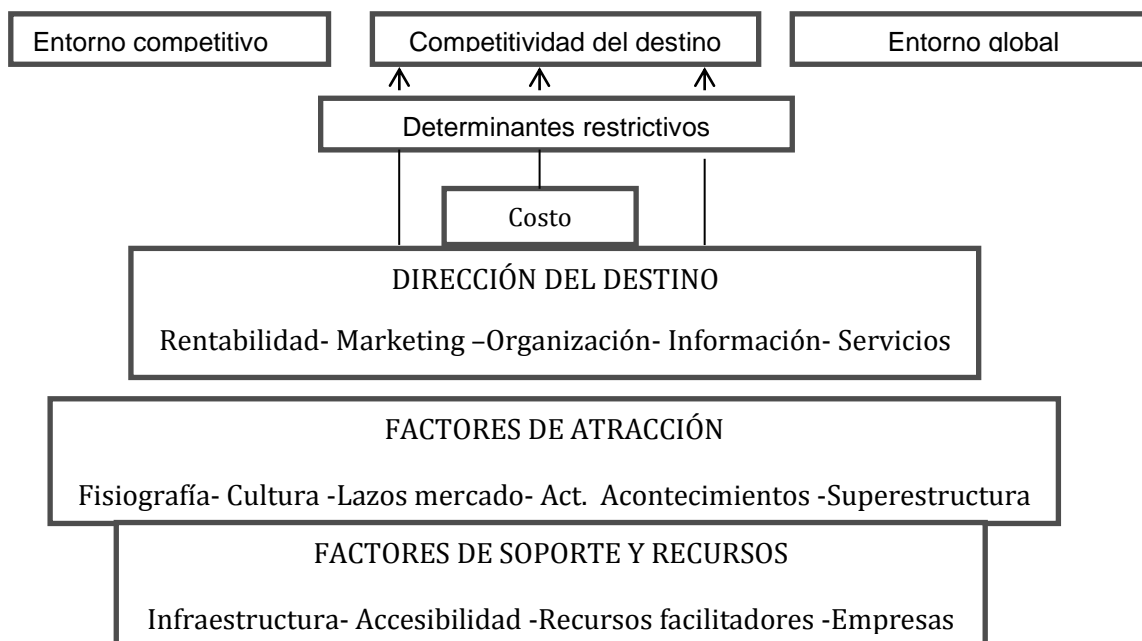 Entorno competitivo
Competitividad del destino
Entorno global
Determinantes restrictivos
Costo
DIRECCIÓN DEL DESTINO
Rentabilidad- Marketing –Organización- Información- Servicios
FACTORES DE ATRACCIÓN
Fisiografía- Cultura -Lazos mercado- Act.  Acontecimientos -Superestructura
FACTORES DE SOPORTE Y RECURSOS
Infraestructura- Accesibilidad -Recursos facilitadores -Empresas